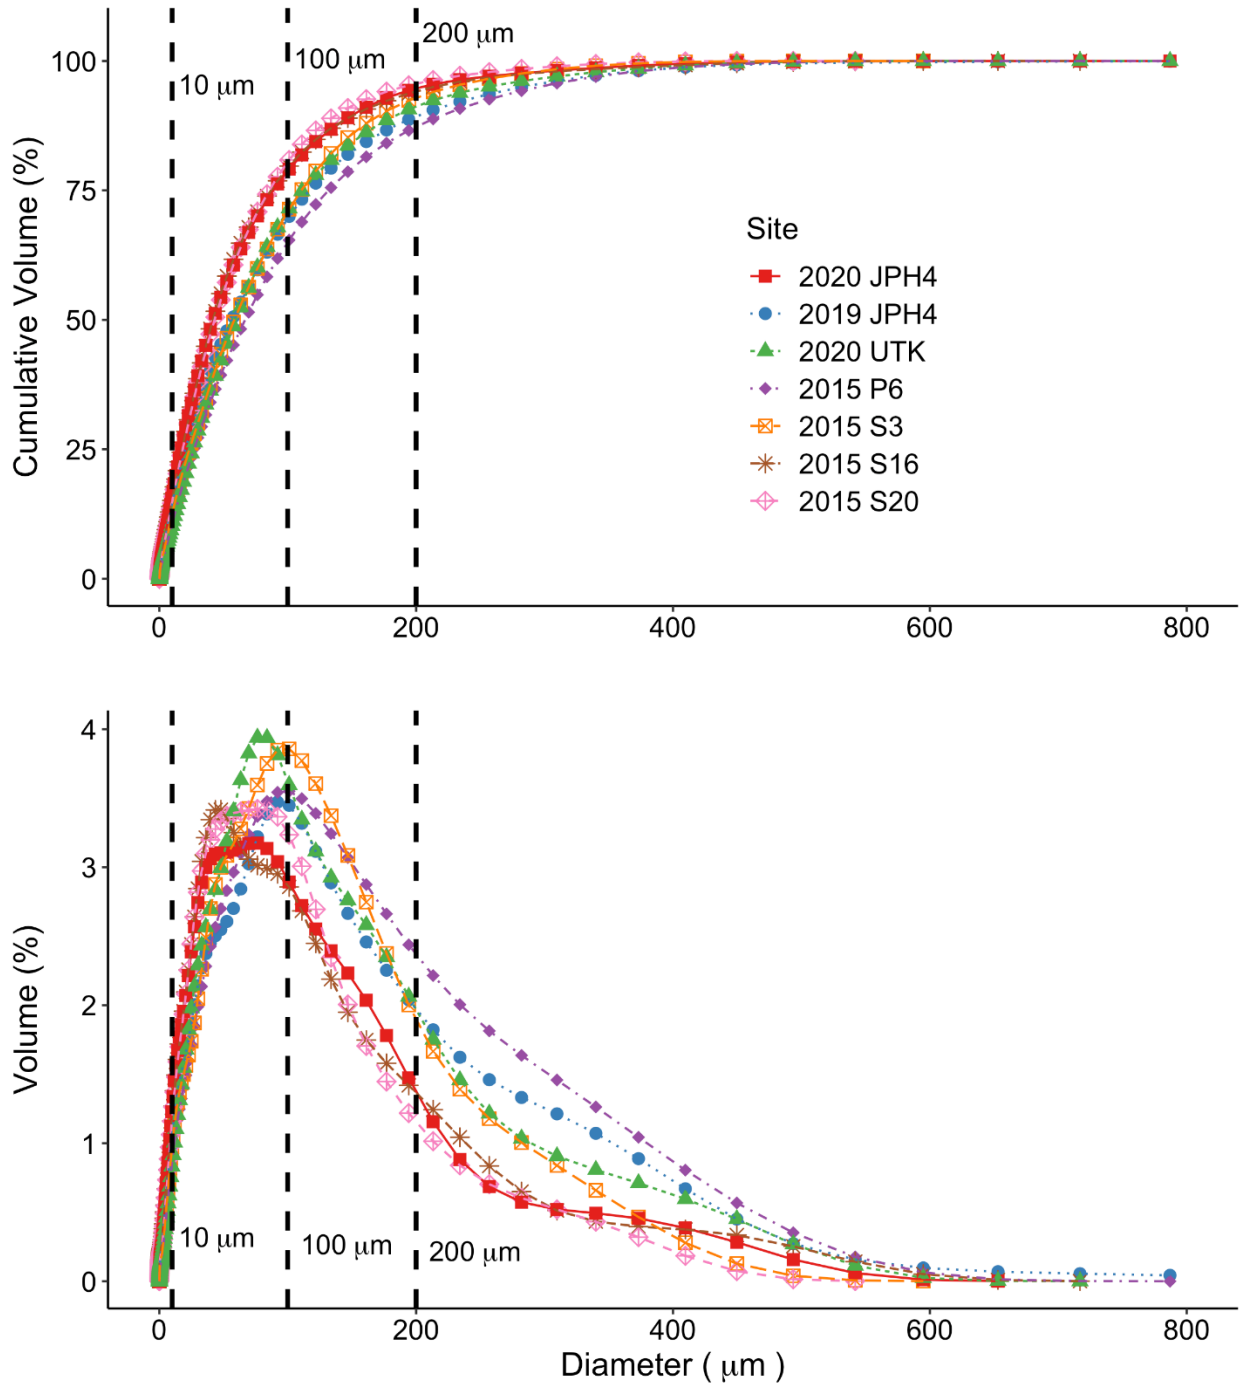 Cumulative Volume (%)
100
75
50
25
0
10 μm
100 μm
200 μm
Site
2020 JPH4
2019 JPH4
2020 UTK
2015 P6
2015 S3
2015 S16
2015 S20
0
200
400
600
800
Volume (%)
4
3
2
1
0
10 μm
100 μm
200 μm
0
200
400
600
800
Diameter ( μm )